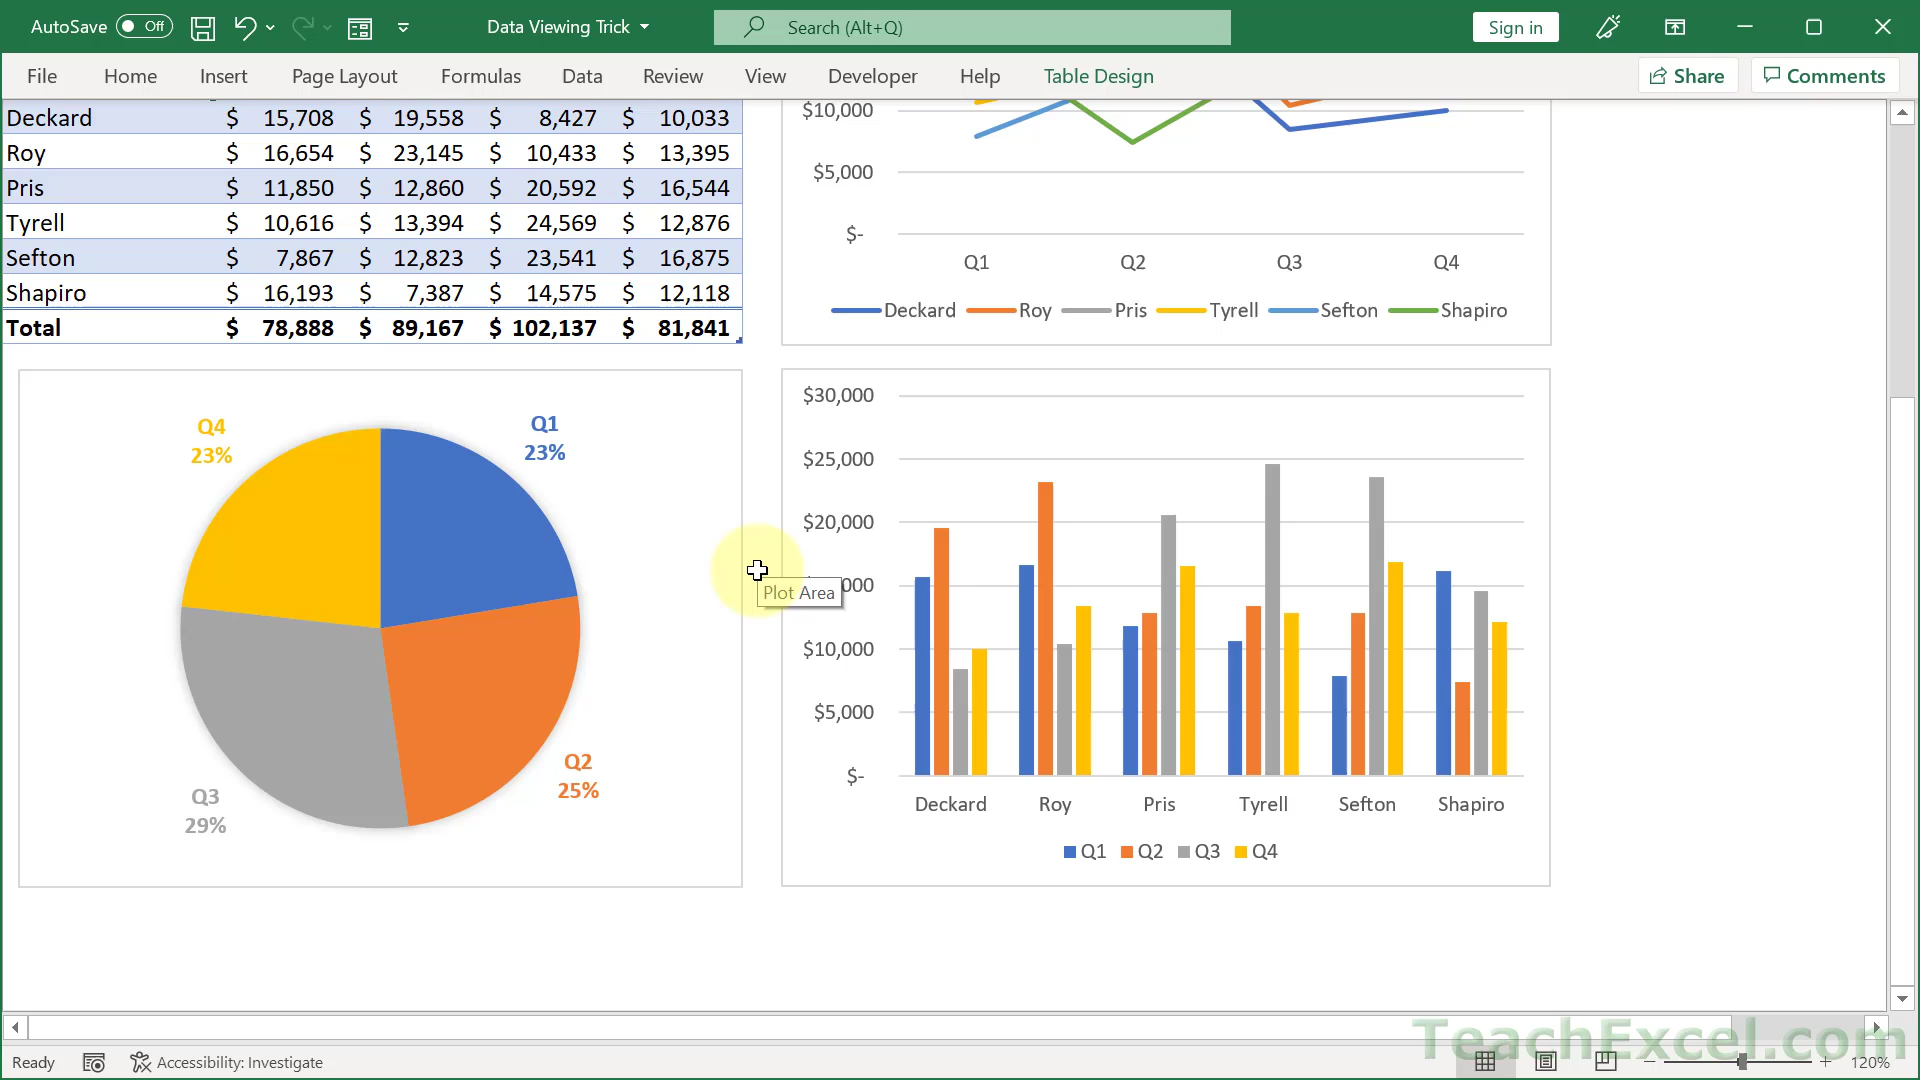 AutoSave Off Data Viewing Trick Search (Alt+Q) Sign in
File Home Insert Page Layout Formulas Data Review View Developer Help Table Design Share Comments
Deckard $ 15,708 $ 19,558 $ 8,427 $ 10,033
Roy $ 16,654 $ 23,145 $ 10,433 $ 13,395
Pris $ 11,850 $ 12,860 $ 20,592 $ 16,544
Tyrell $ 10,616 $ 13,394 $ 24,569 $ 12,876
Sefton $ 7,867 $ 12,823 $ 23,541 $ 16,875
Shapiro $ 16,193 $ 7,387 $ 14,575 $ 12,118
Total $ 78,888 $ 89,167 $ 102,137 $ 81,841
$10,000
$5,000
$-
Q1 Q2 Q3 Q4
Deckard Roy Pris Tyrell Sefton Shapiro
Q4
23%
Q1
23%
Q2
25%
Q3
29%
Plot Area
$30,000
$25,000
$20,000
000
$10,000
$5,000
$-
Deckard Roy Pris Tyrell Sefton Shapiro
Q1 Q2 Q3 Q4
TeachExcel.com
Ready Accessibility: Investigate 120%